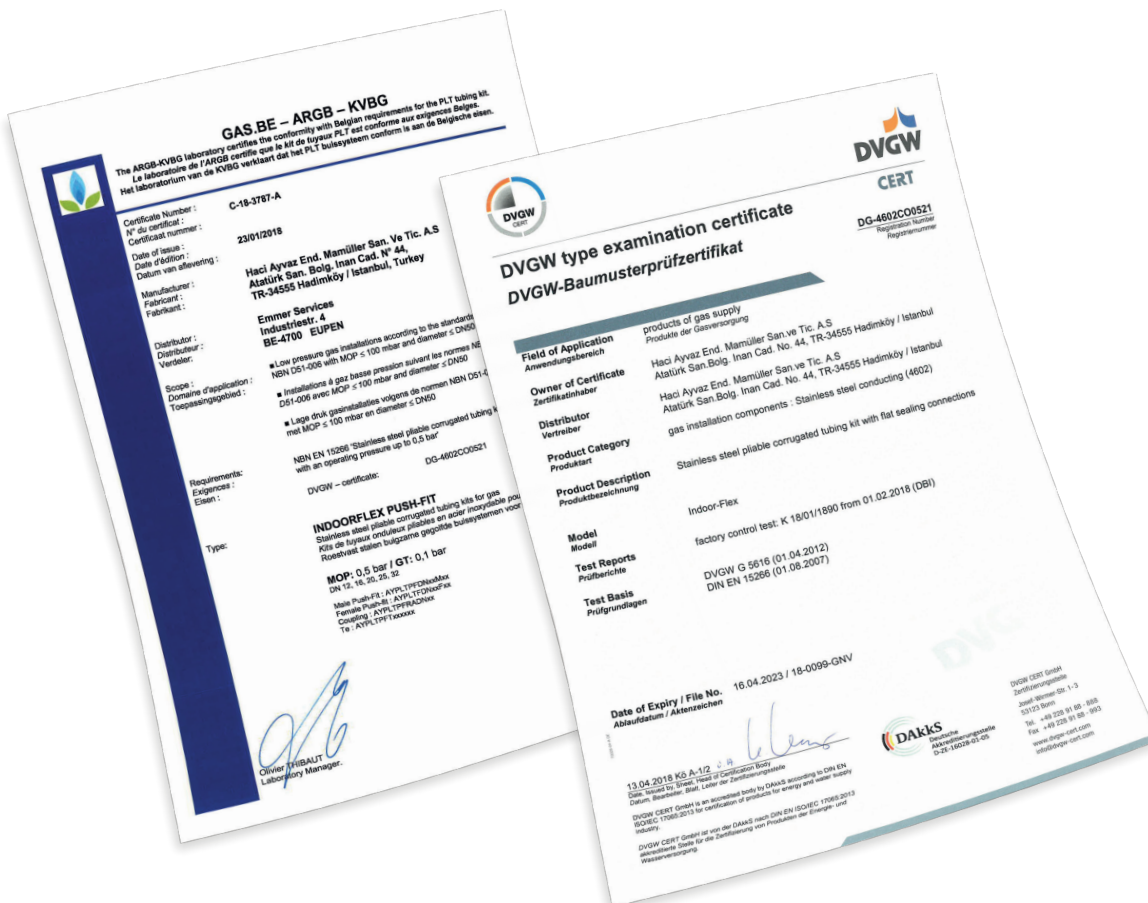 GAS.BE – ARGB – KVBG
The ARGB-KVBG laboratory certifies the conformity with Belgian requirements for the PLT tubing kit.
Le laboratoire de l'ARGB certifie que le kit de tuyaux PLT est conforme aux exigences Belges.
Het laboratorium van de KVBG verklaart dat het PLT buissysteem conform is aan de Belgische eisen.
Certificate Number :
N° du certificat :
Certificaat nummer :
C-18-3787-A
Date of issue :
Date d'édition :
Datum van aflevering :
23/01/2018
Manufacturer :
Fabricant :
Fabrikant :
Haci Ayvaz End. Mamüller San. Ve Tic. A.S
Atatürk San. Bolg. Inan Cad. N° 44,
TR-34555 Hadimköy / Istanbul, Turkey
Distributor :
Distributeur :
Verdeler:
Emmer Services
Industriestr. 4
BE-4700 EUPEN
Scope :
Domaine d'application :
Toepassingsgebied :
■ Low pressure gas installations according to the standards
NBN D51-006 with MOP ≤ 100 mbar and diameter ≤ DN50
■ Installations à gaz basse pression suivant les normes
D51-006 avec MOP ≤ 100 mbar and diameter ≤ DN50
■ Lage druk gasinstallaties volgens de normen NBN
met MOP ≤ 100 mbar en diameter ≤ DN50
Requirements:
Exigences :
Eisen :
NBN EN 15266 'Stainless steel pliable corrugated tubing
with an operating pressure up to 0,5 bar'
DVGW – certificate: DG-4602CO0521
Type:
INDOORFLEX PUSH-FIT
Stainless steel pliable corrugated tubing kits for gas
Kits de tuyaux onduleux pliables en acier inoxydable
Roestvast stalen buigzame gegolfde buissystemen voor
MOP: 0,5 bar / GT: 0,1 bar
DN 12, 16, 20, 25, 32
Male Push-Fit : AYPLTPFDNxxMxx
Female Push-fit : AYPLTFDNxxFxx
Coupling : AYPLTPFRADNxx
Te : AYPLTPFTxxxxxx
Olivier THIBAUT
Laboratory Manager.
DVGW
CERT
DVGW
CERT
DG-4602CO0521
Registration Number
Registriernummer
DVGW type examination certificate
DVGW-Baumusterprüfzertifikat
Field of Application
Anwendungsbereich
products of gas supply
Produkte der Gasversorgung
Owner of Certificate
Zertifikatinhaber
Haci Ayvaz End. Mamüller San.ve Tic. A.S
Atatürk San.Bolg. Inan Cad. No. 44, TR-34555 Hadimköy / Istanbul
Distributor
Vertreiber
Haci Ayvaz End. Mamüller San.ve Tic. A.S
Atatürk San.Bolg. Inan Cad. No. 44, TR-34555 Hadimköy / Istanbul
Product Category
Produktart
gas installation components : Stainless steel conducting (4602)
Product Description
Produktbezeichnung
Stainless steel pliable corrugated tubing kit with flat sealing connections
Model
Modell
Indoor-Flex
Test Reports
Prüfberichte
factory control test: K 18/01/1890 from 01.02.2018 (DBI)
Test Basis
Prüfgrundlagen
DVGW G 5616 (01.04.2012)
DIN EN 15266 (01.08.2007)
Date of Expiry / File No.
Ablaufdatum / Aktenzeichen
16.04.2023 / 18-0099-GNV
13.04.2018 Kö A-1/2
Date, Issued by, Sheet, Head of Certification Body
Datum, Bearbeiter, Blatt, Leiter der Zertifizierungsstelle
DVGW CERT GmbH is an accredited body by DAkkS according to DIN EN
ISO/IEC 17065:2013 for certification of products for energy and water supply
industry.
DVGW CERT GmbH ist von der DAkkS nach DIN EN ISO/IEC 17065:2013
akkreditierte Stelle für die Zertifizierung von Produkten der Energie- und
Wasserversorgung.
DAkkS
Deutsche
Akkreditierungsstelle
D-ZE-16028-01-05
DVGW CERT GmbH
Zertifizierungsstelle
Josef-Wirmer-Str. 1-3
53123 Bonn
Tel. +49 228 91 88 - 888
Fax +49 228 91 88 - 993
www.dvgw-cert.com
info@dvgw-cert.com